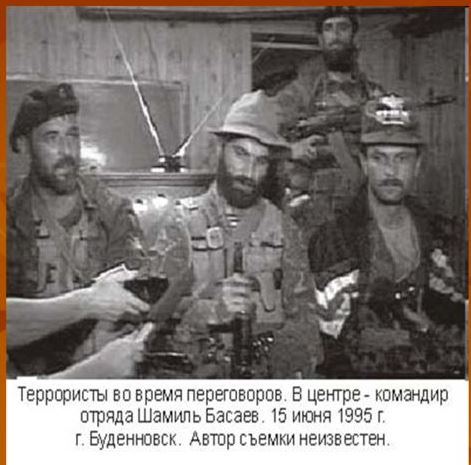 Террористы во время переговоров. В центре - командир
отряда Шамиль Басаев. 15 июня 1995 г.
г. Буденновск. Автор съемки неизвестен.